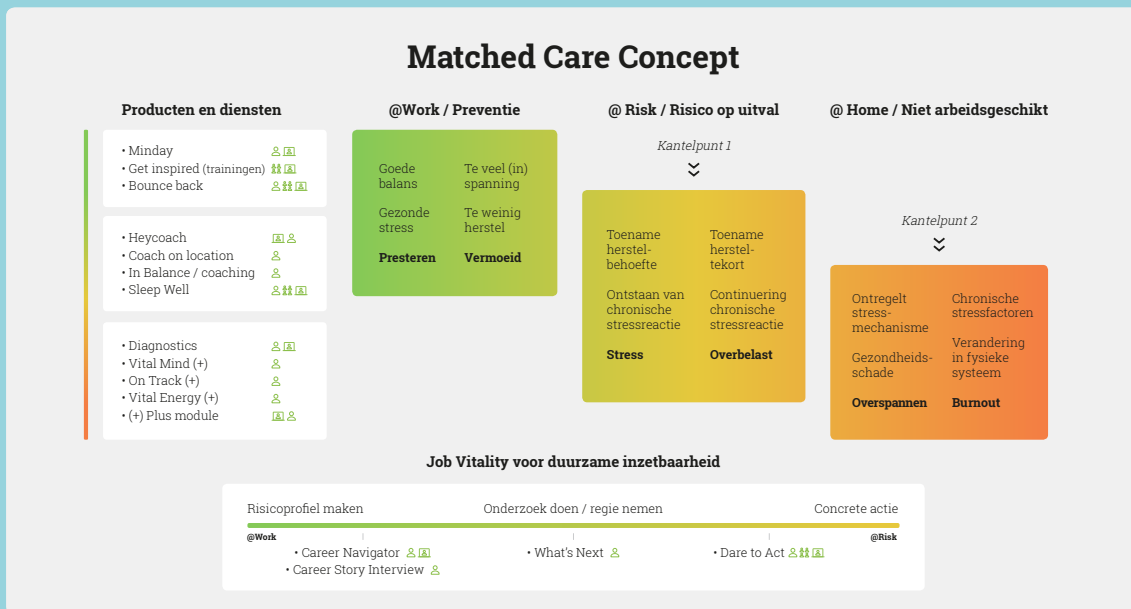 Matched Care Concept
Producten en diensten
• Minday
• Get inspired (trainingen)
• Bounce back
• Heycoach
• Coach on location
• In Balance / coaching
• Sleep Well
• Diagnostics
• Vital Mind (+)
• On Track (+)
• Vital Energy (+)
• (+) Plus module
@Work / Preventie
Goede
balans
Gezonde
stress
Presteren
Te veel (in)
spanning
Te weinig
herstel
Vermoeid
@ Risk / Risico op uitval
Kantelpunt 1
Toename
herstel-
behoefte
Ontstaan van
chronische
stressreactie
Stress
Toename
herstel-
tekort
Continuering
chronische
stressreactie
Overbelast
@ Home / Niet arbeidsgeschikt
Kantelpunt 2
Ontregelt
stress-
mechanisme
Gezondheids-
schade
Overspannen
Chronische
stressfactoren
Verandering
in fysieke
systeem
Burnout
Job Vitality voor duurzame inzetbaarheid
Risicoprofiel maken
Onderzoek doen / regie nemen
Concrete actie
@Work
@Risk
• Career Navigator
• Career Story Interview
• What's Next
• Dare to Act